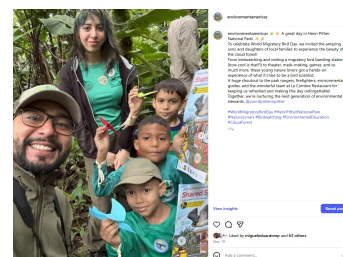 environmentamericas
environmentamericas ☀️ 🌟 A great day in Henri Pittier
National Park! ☀️ ⚡
To celebrate World Migratory Bird Day, we invited the amazing
sons and daughters of local families to experience the beauty of
the cloud forest!
From birdwatching and visiting a migratory bird banding station
(how cool is that?!) to theater, mask-making, games, and so
much more, these young nature lovers got a hands-on
experience of what it's like to be a bird scientist.
A huge shoutout to the park rangers, firefighters, environmental
guides, and the wonderful team at La Cumbre Restaurant for
keeping us refreshed and making this day unforgettable!
Together, we're nurturing the next generation of environmental
stewards.
#WorldMigratoryBirdDay #HenriPittierNationalPark
#NatureLovers #Birdwatching #EnvironmentalEducation
#CloudForest
Shared S
View insights
Boost pos
and 63 others
Add a comment...